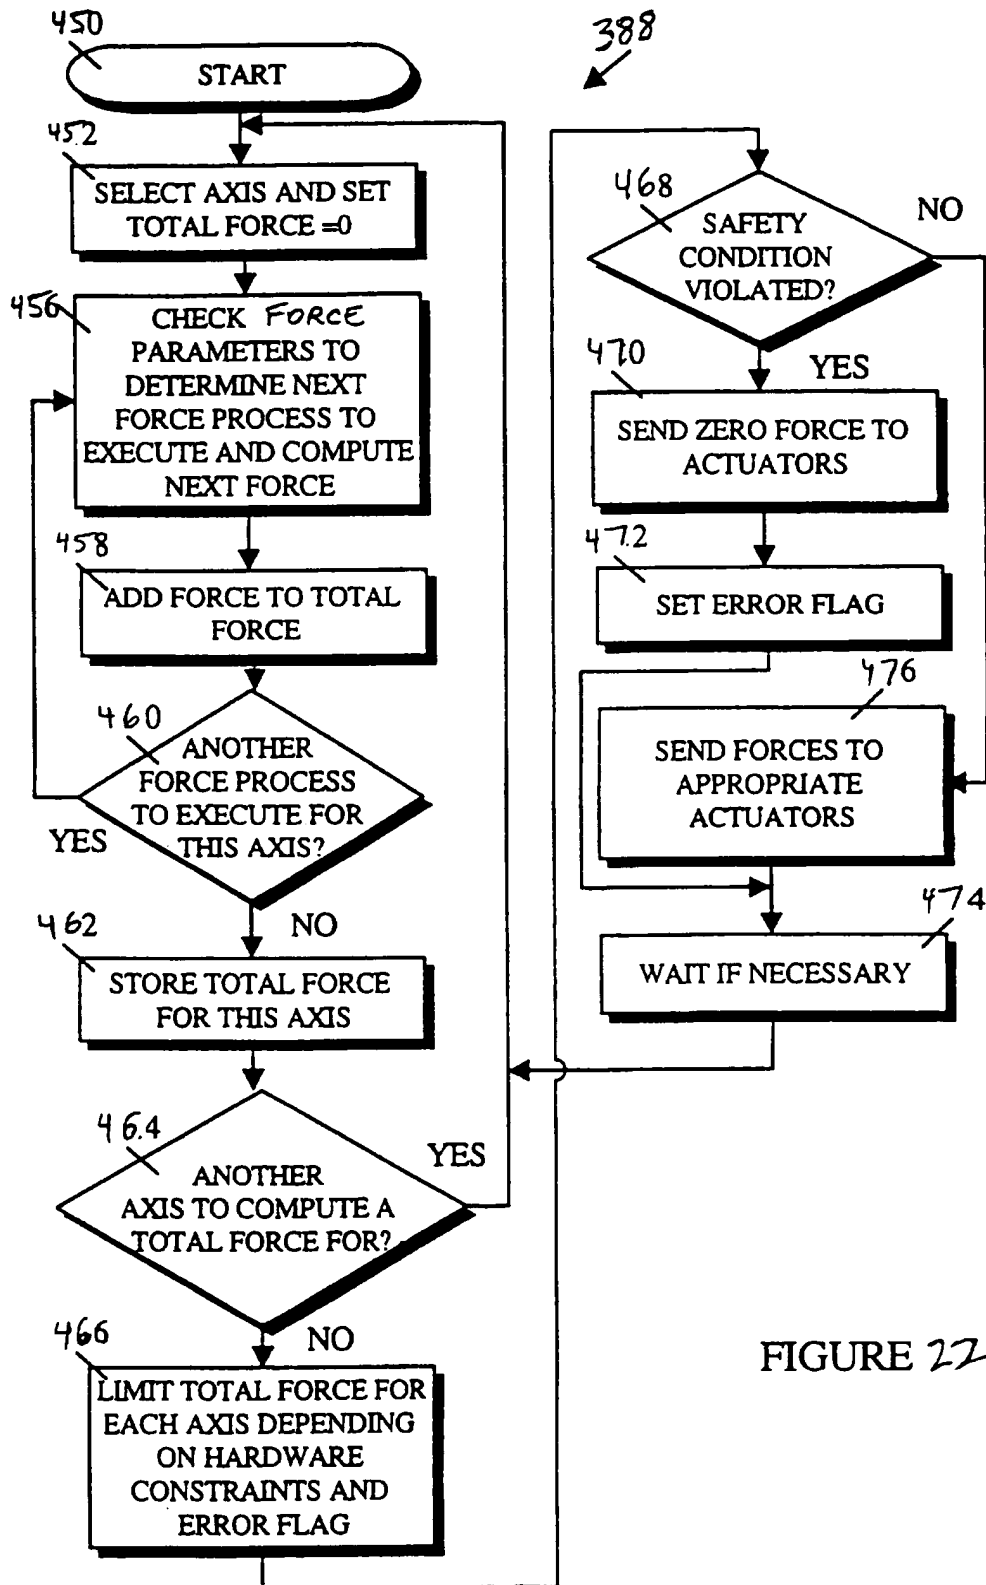 450
START
388
452
SELECT AXIS AND SET
TOTAL FORCE =0
456
CHECK FORCE
PARAMETERS TO
DETERMINE NEXT
FORCE PROCESS TO
EXECUTE AND COMPUTE
NEXT FORCE
458
ADD FORCE TO TOTAL
FORCE
460
ANOTHER
FORCE PROCESS
TO EXECUTE FOR
THIS AXIS?
YES
NO
462
STORE TOTAL FORCE
FOR THIS AXIS
464
ANOTHER
AXIS TO COMPUTE A
TOTAL FORCE FOR?
YES
NO
466
LIMIT TOTAL FORCE FOR
EACH AXIS DEPENDING
ON HARDWARE
CONSTRAINTS AND
ERROR FLAG
468
SAFETY
CONDITION
VIOLATED?
NO
YES
470
SEND ZERO FORCE TO
ACTUATORS
472
SET ERROR FLAG
476
SEND FORCES TO
APPROPRIATE
ACTUATORS
474
WAIT IF NECESSARY
FIGURE 22